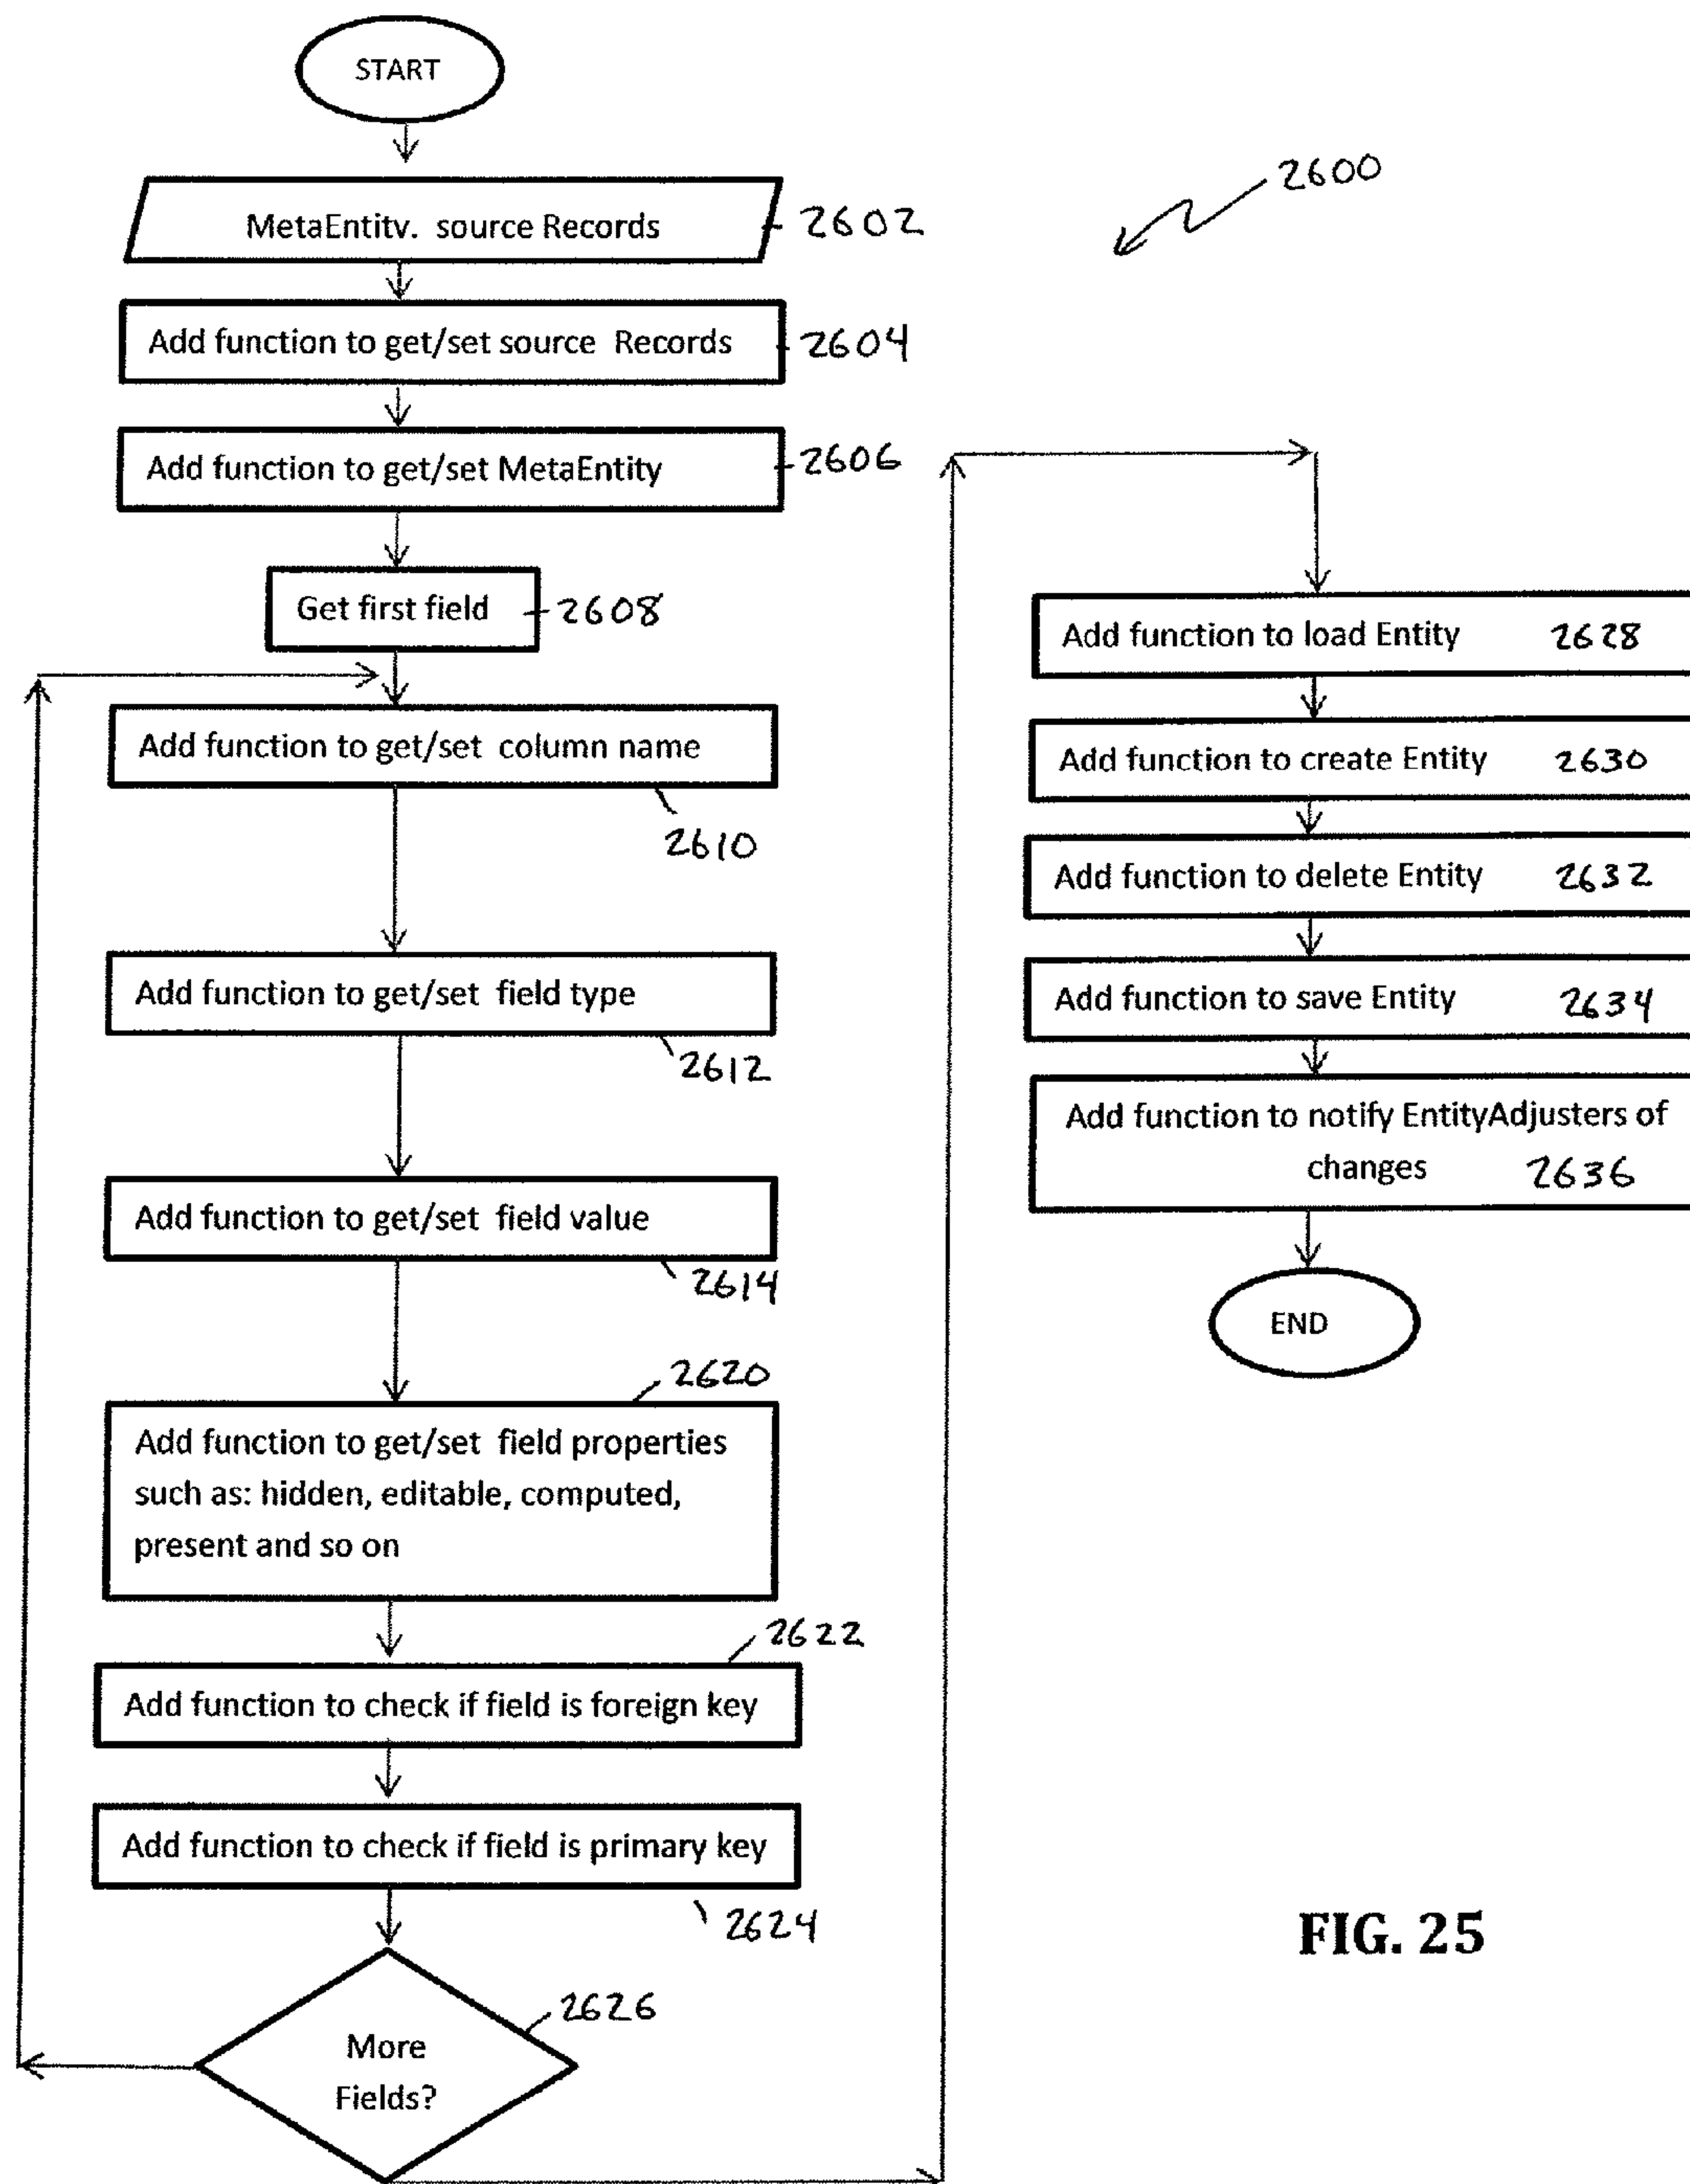 START
MetaEntity. source Records 2602
2600
Add function to get/set source Records 2604
Add function to get/set MetaEntity 2606
Get first field 2608
Add function to get/set column name
2610
Add function to get/set field type
2612
Add function to get/set field value
2614
2620
Add function to get/set field properties
such as: hidden, editable, computed,
present and so on
2622
Add function to check if field is foreign key
Add function to check if field is primary key
2624
2626
More
Fields?
Add function to load Entity 2628
Add function to create Entity 2630
Add function to delete Entity 2632
Add function to save Entity 2634
Add function to notify EntityAdjusters of
changes 2636
END
FIG. 25